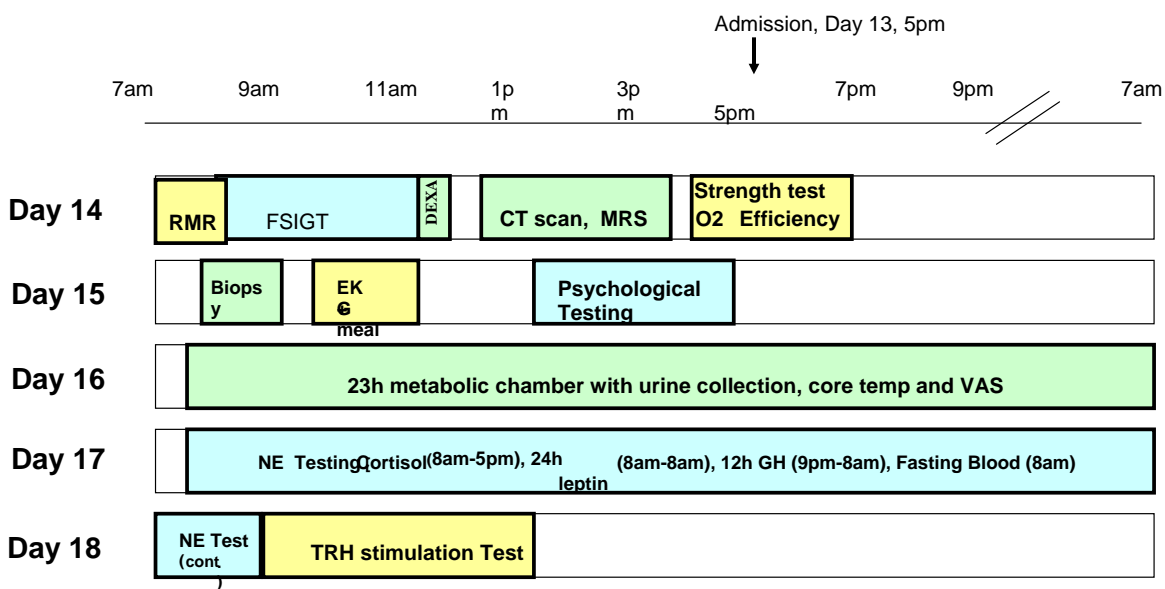 Admission, Day 13, 5pm
7am 9am 11am 1p
m 3p
m 5pm 7pm 9pm 7am
Day 14
RMR FSIGT DEXA CT scan, MRS Strength test
O2 Efficiency
Day 15
Biops
y
EK
G
+
meal
Psychological
Testing
Day 16
23h metabolic chamber with urine collection, core temp and VAS
Day 17
NE Testing, Cortisol (8am-5pm), 24h
leptin
(8am-8am), 12h GH (9pm-8am), Fasting Blood (8am)
Day 18
NE Test
(cont.
)
TRH stimulation Test